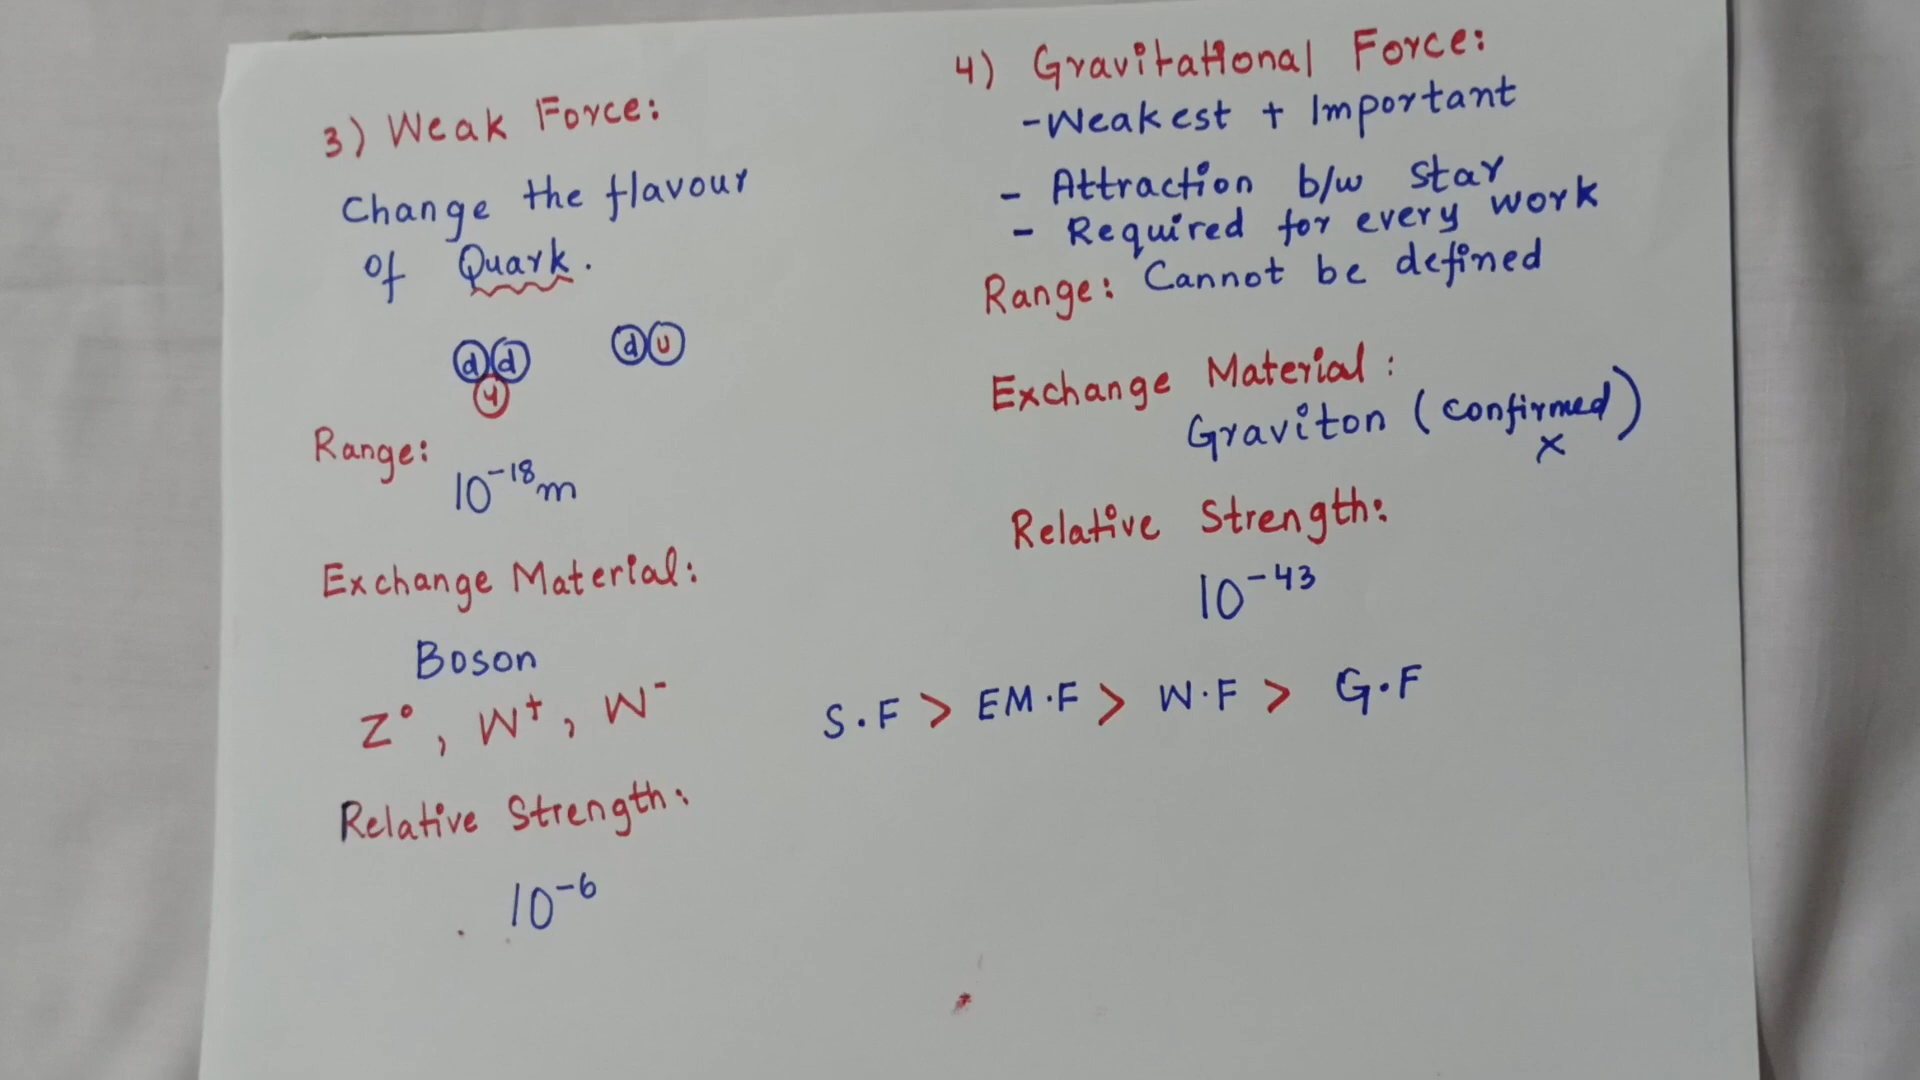 3) Weak Force:
Change the flavour
of Quark.
d d d u
u
Range:
10⁻¹⁸m
Exchange Material:
Boson
Z°, W⁺, W⁻
Relative Strength:
10⁻⁶
4) Gravitational Force:
-Weakest + Important
- Attraction b/w star
- Required for every work
Range: Cannot be defined
Exchange Material:
Graviton (confirmed)
x
Relative Strength:
10⁻⁴³
S.F > EM.F > W.F > G.F